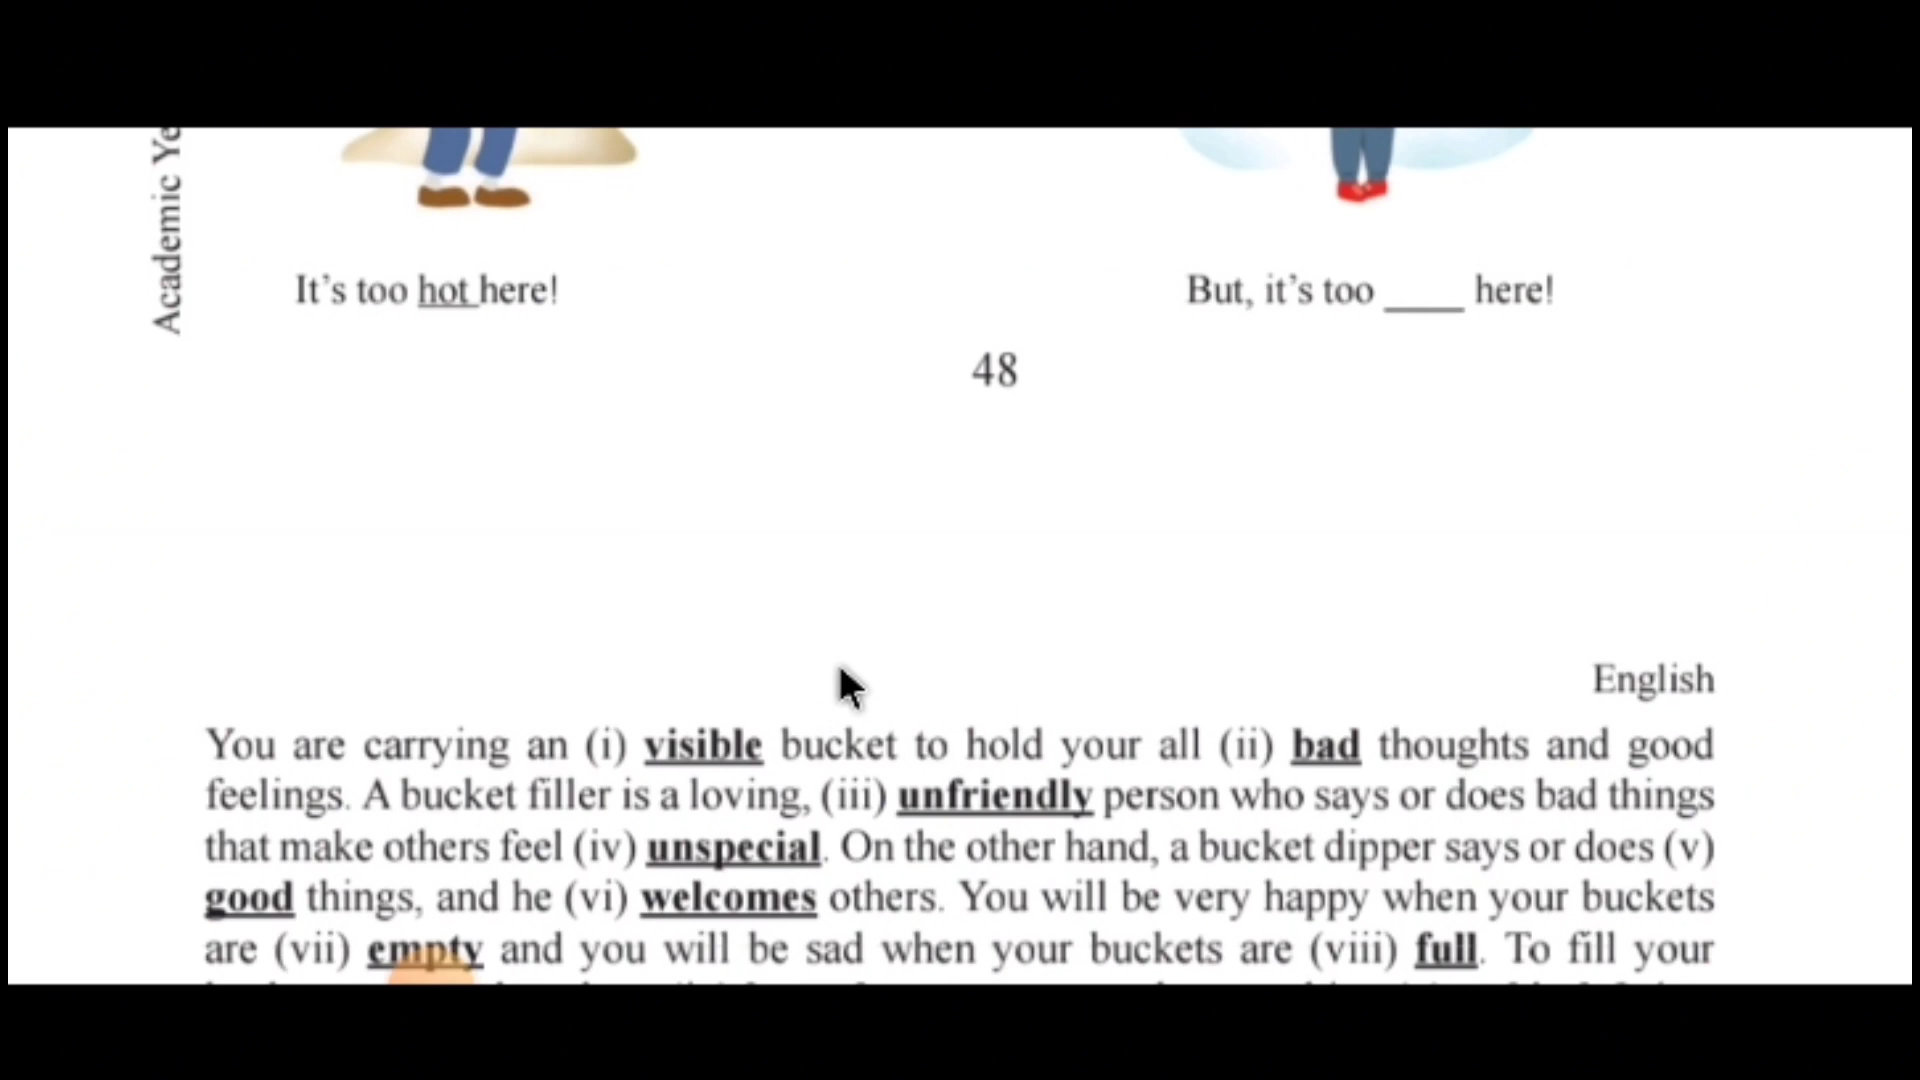 Academic Ye
It's too hot here!
But, it's too ____ here!
48
English
You are carrying an (i) visible bucket to hold your all (ii) bad thoughts and good
feelings. A bucket filler is a loving, (iii) unfriendly person who says or does bad things
that make others feel (iv) unspecial. On the other hand, a bucket dipper says or does (v)
good things, and he (vi) welcomes others. You will be very happy when your buckets
are (vii) empty and you will be sad when your buckets are (viii) full. To fill your